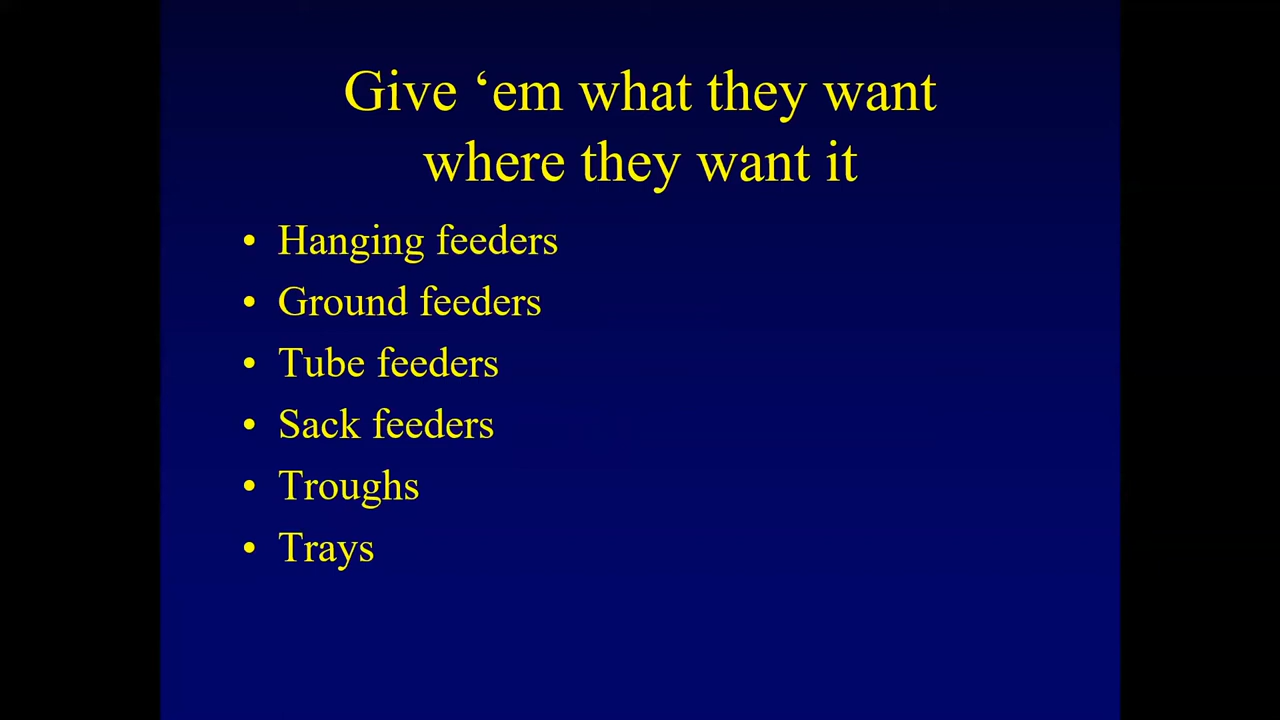 Give ‘em what they want
where they want it
• Hanging feeders
• Ground feeders
• Tube feeders
• Sack feeders
• Troughs
• Trays